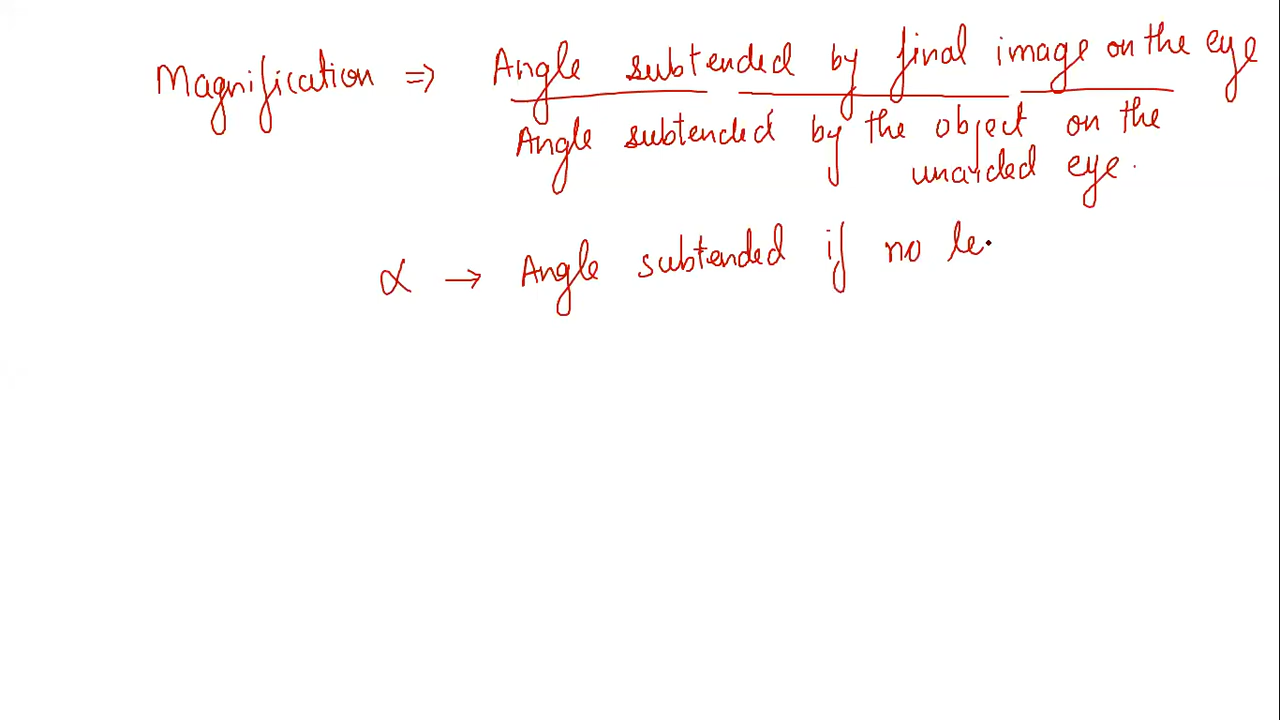 Magnification ⇒ Angle subtended by final image on the eye
Angle subtended by the object on the
unaided eye.
α → Angle subtended if no le